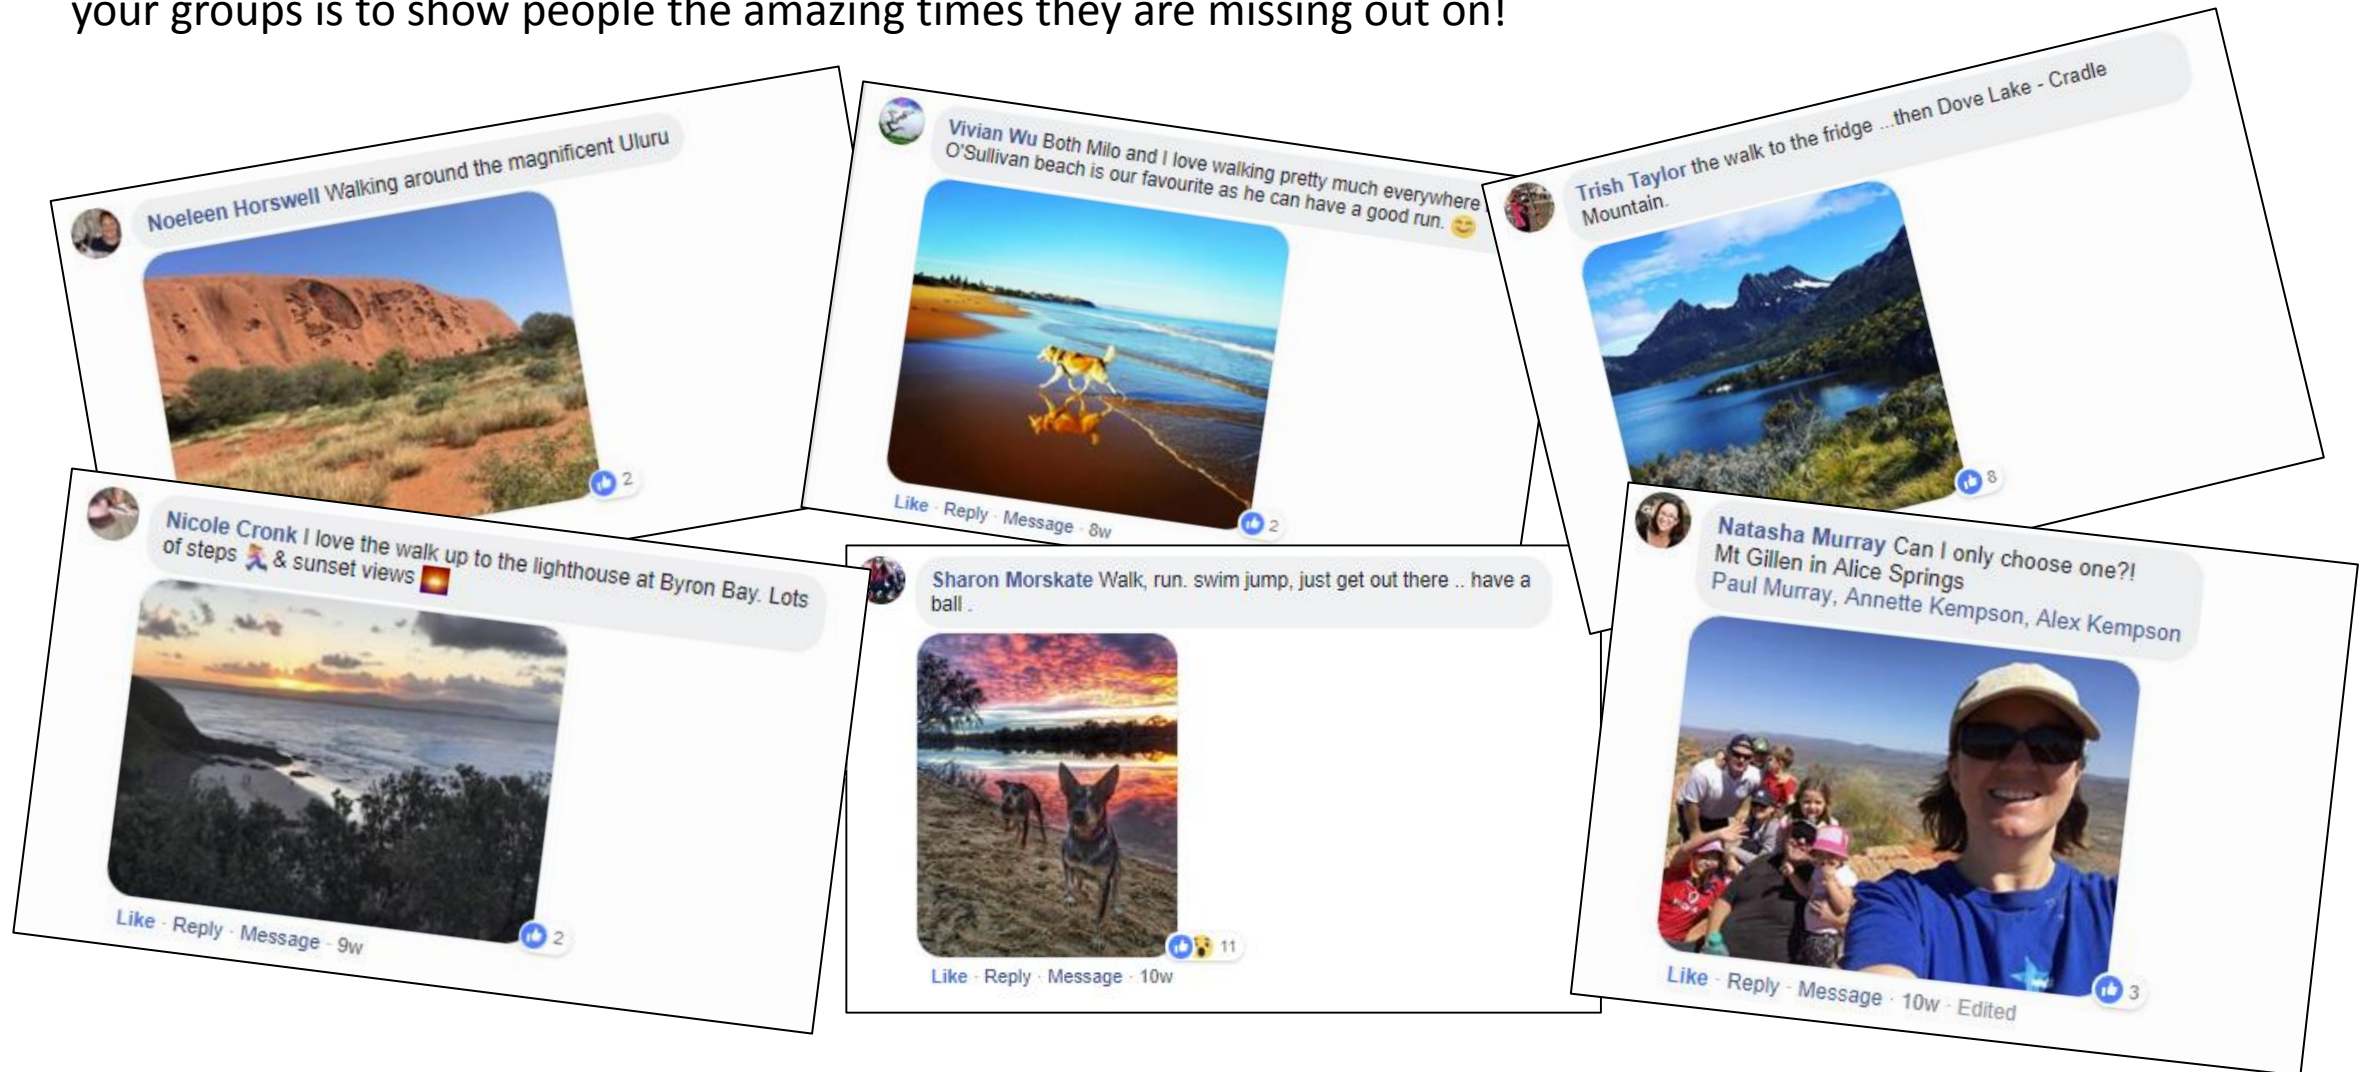 your groups is to show people the amazing times they are missing out on!
Noeleen Horswell Walking around the magnificent Uluru
2
Vivian Wu Both Milo and I love walking pretty much everywhere
O'Sullivan beach is our favourite as he can have a good run. 😊
Like · Reply · Message · 8w
2
Trish Taylor the walk to the fridge ...then Dove Lake - Cradle
Mountain.
8
Nicole Cronk I love the walk up to the lighthouse at Byron Bay. Lots
of steps 🏃‍♀️ & sunset views 🌅
Like · Reply · Message · 9w
2
Sharon Morskate Walk, run. swim jump, just get out there .. have a
ball .
11
Like · Reply · Message · 10w
Natasha Murray Can I only choose one?!
Mt Gillen in Alice Springs
Paul Murray, Annette Kempson, Alex Kempson
Like · Reply · Message · 10w · Edited
3